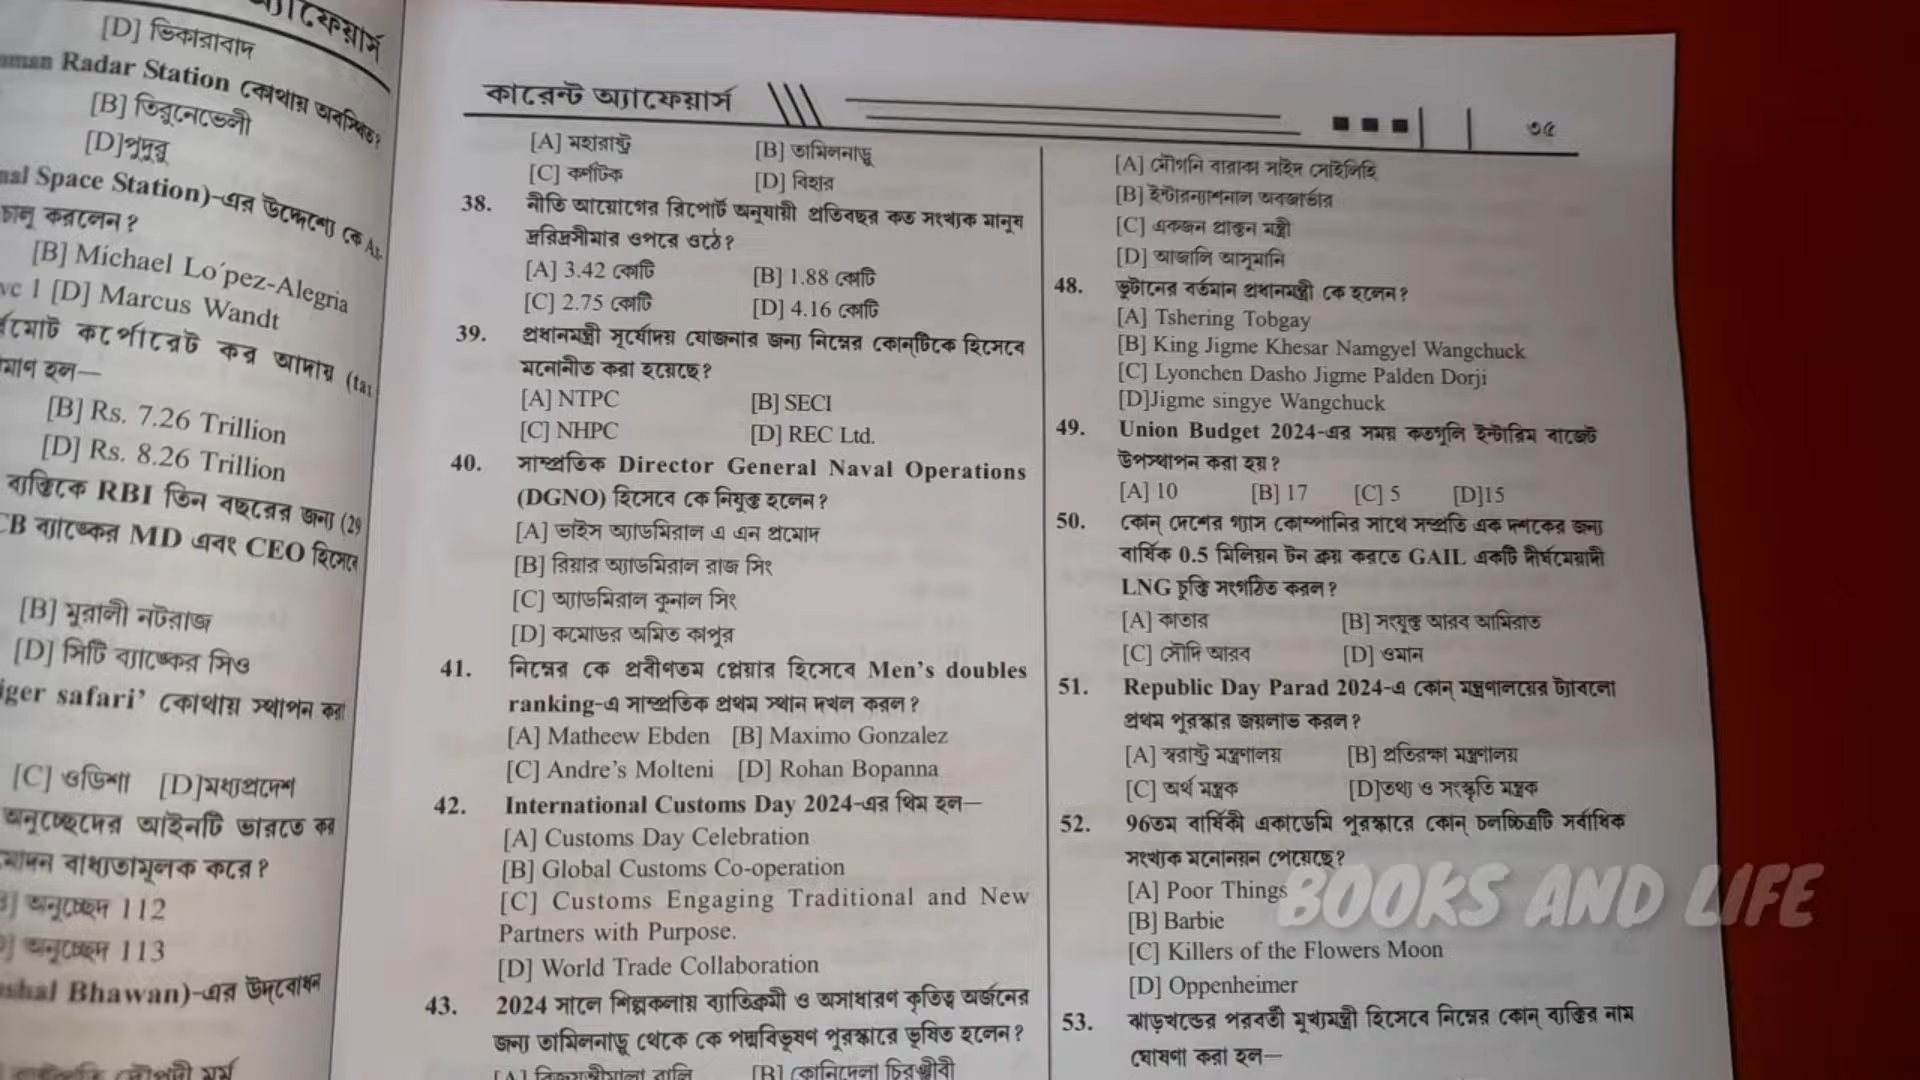 অ্যাফেয়ার্স
[D] ভিকারাবাদ
Radar Station কোথায় অবস্থিত?
[B] তিরুনেভেলী
[D]পুদুরু
Space Station)-এর উদ্দেশ্যে কে
চালু করলেন?
[B] Michael Lo´pez-Alegria
[D] Marcus Wandt
কর্পোরেট কর আদায়
হল—
[B] Rs. 7.26 Trillion
[D] Rs. 8.26 Trillion
ব্যক্তিকে RBI তিন বছরের জন্য (29
ব্যাঙ্কের MD এবং CEO হিসেবে
[B] মুরালী নটরাজ
[D] সিটি ব্যাঙ্কের সিও
safari’ কোথায় স্থাপন করা
[C] ওডিশা [D]মধ্যপ্রদেশ
অনুচ্ছেদের আইনটি ভারতে কর
বাধ্যতামূলক করে?
অনুচ্ছেদ 112
অনুচ্ছেদ 113
Bhawan)-এর উদ্‌বোধন
কারেন্ট অ্যাফেয়ার্স
৩৫
[A] মহারাষ্ট্র [B] তামিলনাড়ু
[C] কর্ণাটক [D] বিহার
38. নীতি আয়োগের রিপোর্ট অনুযায়ী প্রতিবছর কত সংখ্যক মানুষ
দ্ররিদ্রসীমার ওপরে ওঠে?
[A] 3.42 কোটি [B] 1.88 কোটি
[C] 2.75 কোটি [D] 4.16 কোটি
39. প্রধানমন্ত্রী সূর্যোদয় যোজনার জন্য নিম্নের কোন্‌টিকে হিসেবে
মনোনীত করা হয়েছে?
[A] NTPC [B] SECI
[C] NHPC [D] REC Ltd.
40. সাম্প্রতিক Director General Naval Operations
(DGNO) হিসেবে কে নিযুক্ত হলেন?
[A] ভাইস অ্যাডমিরাল এ এন প্রমোদ
[B] রিয়ার অ্যাডমিরাল রাজ সিং
[C] অ্যাডমিরাল কুনাল সিং
[D] কমোডর অমিত কাপুর
41. নিম্নের কে প্রবীণতম প্লেয়ার হিসেবে Men’s doubles
ranking-এ সাম্প্রতিক প্রথম স্থান দখল করল?
[A] Matheew Ebden [B] Maximo Gonzalez
[C] Andre’s Molteni [D] Rohan Bopanna
42. International Customs Day 2024-এর থিম হল—
[A] Customs Day Celebration
[B] Global Customs Co-operation
[C] Customs Engaging Traditional and New
Partners with Purpose.
[D] World Trade Collaboration
43. 2024 সালে শিল্পকলায় ব্যতিক্রমী ও অসাধারণ কৃতিত্ব অর্জনের
জন্য তামিলনাড়ু থেকে কে পদ্মবিভূষণ পুরস্কারে ভূষিত হলেন?
[A] বিজয়ন্তীমালা বালি [B] কোনিদেলা চিরঞ্জীবী
[A] মৌগনি বারাকা সাইদ সোইলিহি
[B] ইন্টারন্যাশনাল অবজার্ভার
[C] একজন প্রাক্তন মন্ত্রী
[D] আজালি আসুমানি
48. ভুটানের বর্তমান প্রধানমন্ত্রী কে হলেন?
[A] Tshering Tobgay
[B] King Jigme Khesar Namgyel Wangchuck
[C] Lyonchen Dasho Jigme Palden Dorji
[D]Jigme singye Wangchuck
49. Union Budget 2024-এর সময় কতগুলি ইন্টারিম বাজেট
উপস্থাপন করা হয়?
[A] 10 [B] 17 [C] 5 [D]15
50. কোন্ দেশের গ্যাস কোম্পানির সাথে সম্প্রতি এক দশকের জন্য
বার্ষিক 0.5 মিলিয়ন টন ক্রয় করতে GAIL একটি দীর্ঘমেয়াদী
LNG চুক্তি সংগঠিত করল?
[A] কাতার [B] সংযুক্ত আরব আমিরাত
[C] সৌদি আরব [D] ওমান
51. Republic Day Parad 2024-এ কোন্ মন্ত্রণালয়ের ট্যাবলো
প্রথম পুরস্কার জয়লাভ করল?
[A] স্বরাষ্ট্র মন্ত্রণালয় [B] প্রতিরক্ষা মন্ত্রণালয়
[C] অর্থ মন্ত্রক [D]তথ্য ও সংস্কৃতি মন্ত্রক
52. 96তম বার্ষিকী একাডেমি পুরস্কারে কোন্ চলচ্চিত্রটি সর্বাধিক
সংখ্যক মনোনয়ন পেয়েছে?
[A] Poor Things
[B] Barbie
[C] Killers of the Flowers Moon
[D] Oppenheimer
53. ঝাড়খন্ডের পরবর্তী মুখ্যমন্ত্রী হিসেবে নিম্নের কোন্ ব্যক্তির নাম
ঘোষণা করা হল—
BOOKS AND LIFE